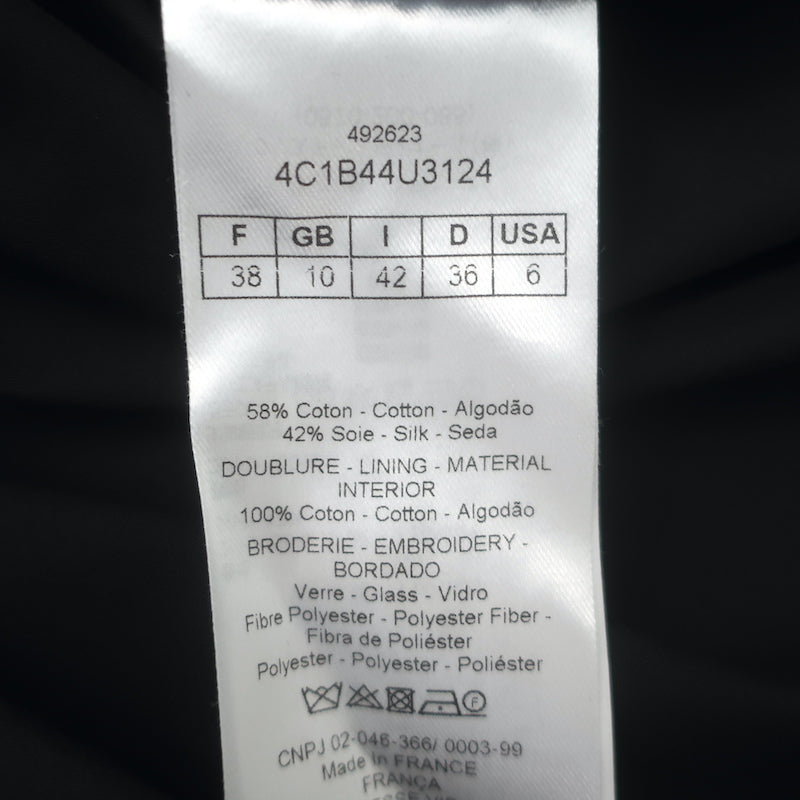 492623
4C1B44U3124
F GB I D USA
38 10 42 36 6
58% Coton - Cotton - Algodão
42% Soie - Silk - Seda
DOUBLURE - LINING - MATERIAL
INTERIOR
100% Coton - Cotton - Algodão
BRODERIE - EMBROIDERY -
BORDADO
Verre - Glass - Vidro
Fibre Polyester - Polyester Fiber -
Fibra de Poliéster
Polyester - Polyester - Poliéster
F
CNPJ 02-046-366/ 0003-99
Made in FRANCE
FRANÇA